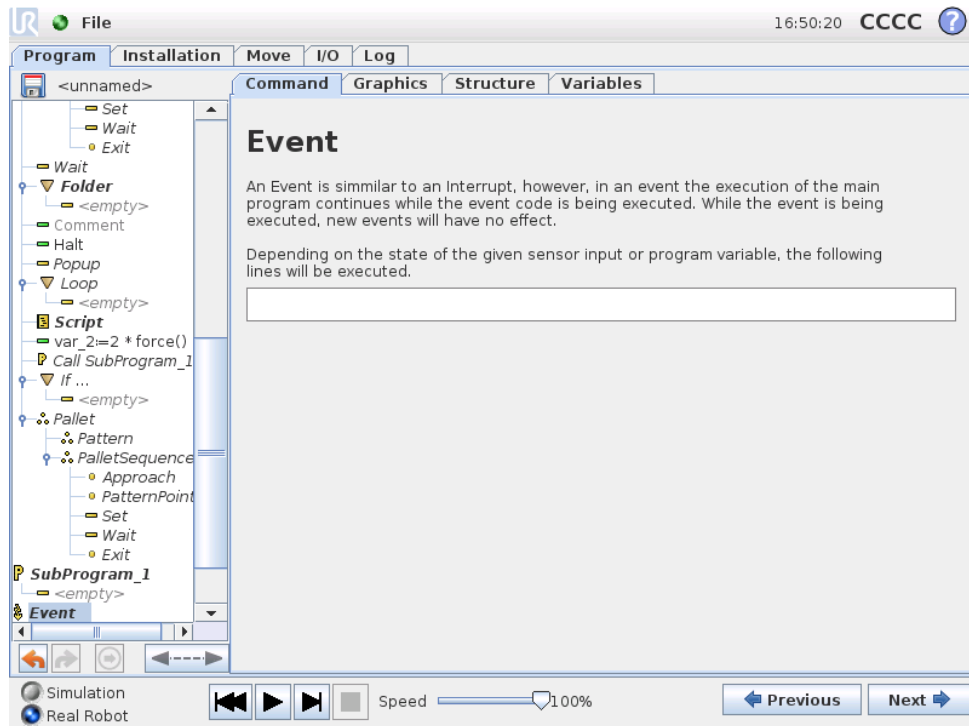 UR File 16:50:20 CCCC ?
Program Installation Move I/O Log
<unnamed>
Command Graphics Structure Variables
Set
Wait
Exit
Wait
Folder
<empty>
Comment
Halt
Popup
Loop
<empty>
Script
var_2:=2 * force()
P Call SubProgram_1
If ...
<empty>
Pallet
Pattern
PalletSequence
Approach
PatternPoint
Set
Wait
Exit
P SubProgram_1
<empty>
Event
Event
An Event is simmilar to an Interrupt, however, in an event the execution of the main
program continues while the event code is being executed. While the event is being
executed, new events will have no effect.
Depending on the state of the given sensor input or program variable, the following
lines will be executed.
Simulation
Real Robot
Speed 100%
Previous Next